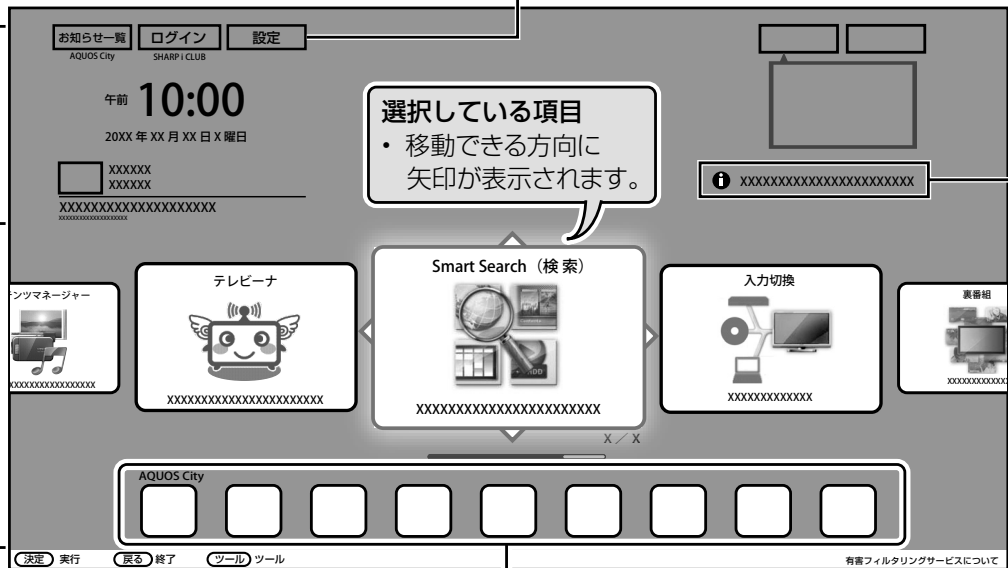 お知らせ一覧 ログイン 設定
AQUOS City SHARP i CLUB
午前 10:00
20XX 年 XX 月 XX 日 X 曜日
XXXXXX
XXXXXX
XXXXXXXXXXXXXXXXXXXX
XXXXXXXXXXXXXXXXXXXX
選択している項目
・ 移動できる方向に
矢印が表示されます。
XXXXXXXXXXXXXXXXXXXXXXX
ンツマネージャー
XXXXXXXXXXXXXXXXX
テレビーナ
XXXXXXXXXXXXXXXXXXXXXXX
Smart Search（検索）
XXXXXXXXXXXXXXXXXXXXXXX
入力切換
XXXXXXXXXXXXX
裏番組
XXXXXXXXXXXX
X ／ X
AQUOS City
決定 実行 戻る 終了 ツール ツール
有害フィルタリングサービスについて